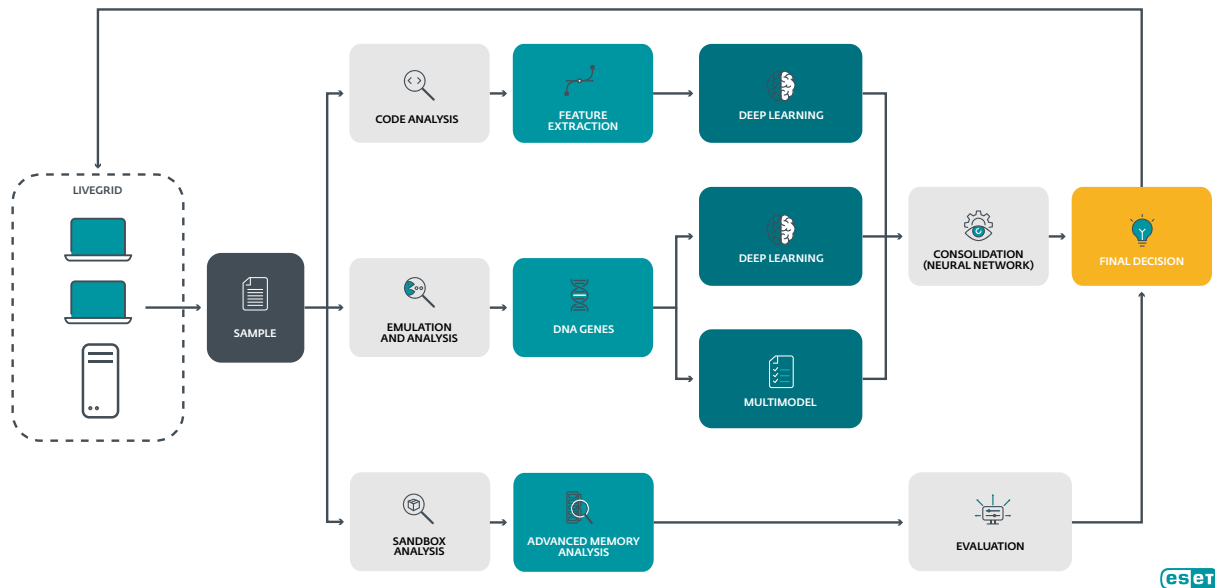 LIVEGRID
SAMPLE
CODE ANALYSIS
FEATURE
EXTRACTION
DEEP LEARNING
EMULATION
AND ANALYSIS
DNA GENES
DEEP LEARNING
MULTIMODEL
CONSOLIDATION
(NEURAL NETWORK)
FINAL DECISION
SANDBOX
ANALYSIS
ADVANCED MEMORY
ANALYSIS
EVALUATION
eseT